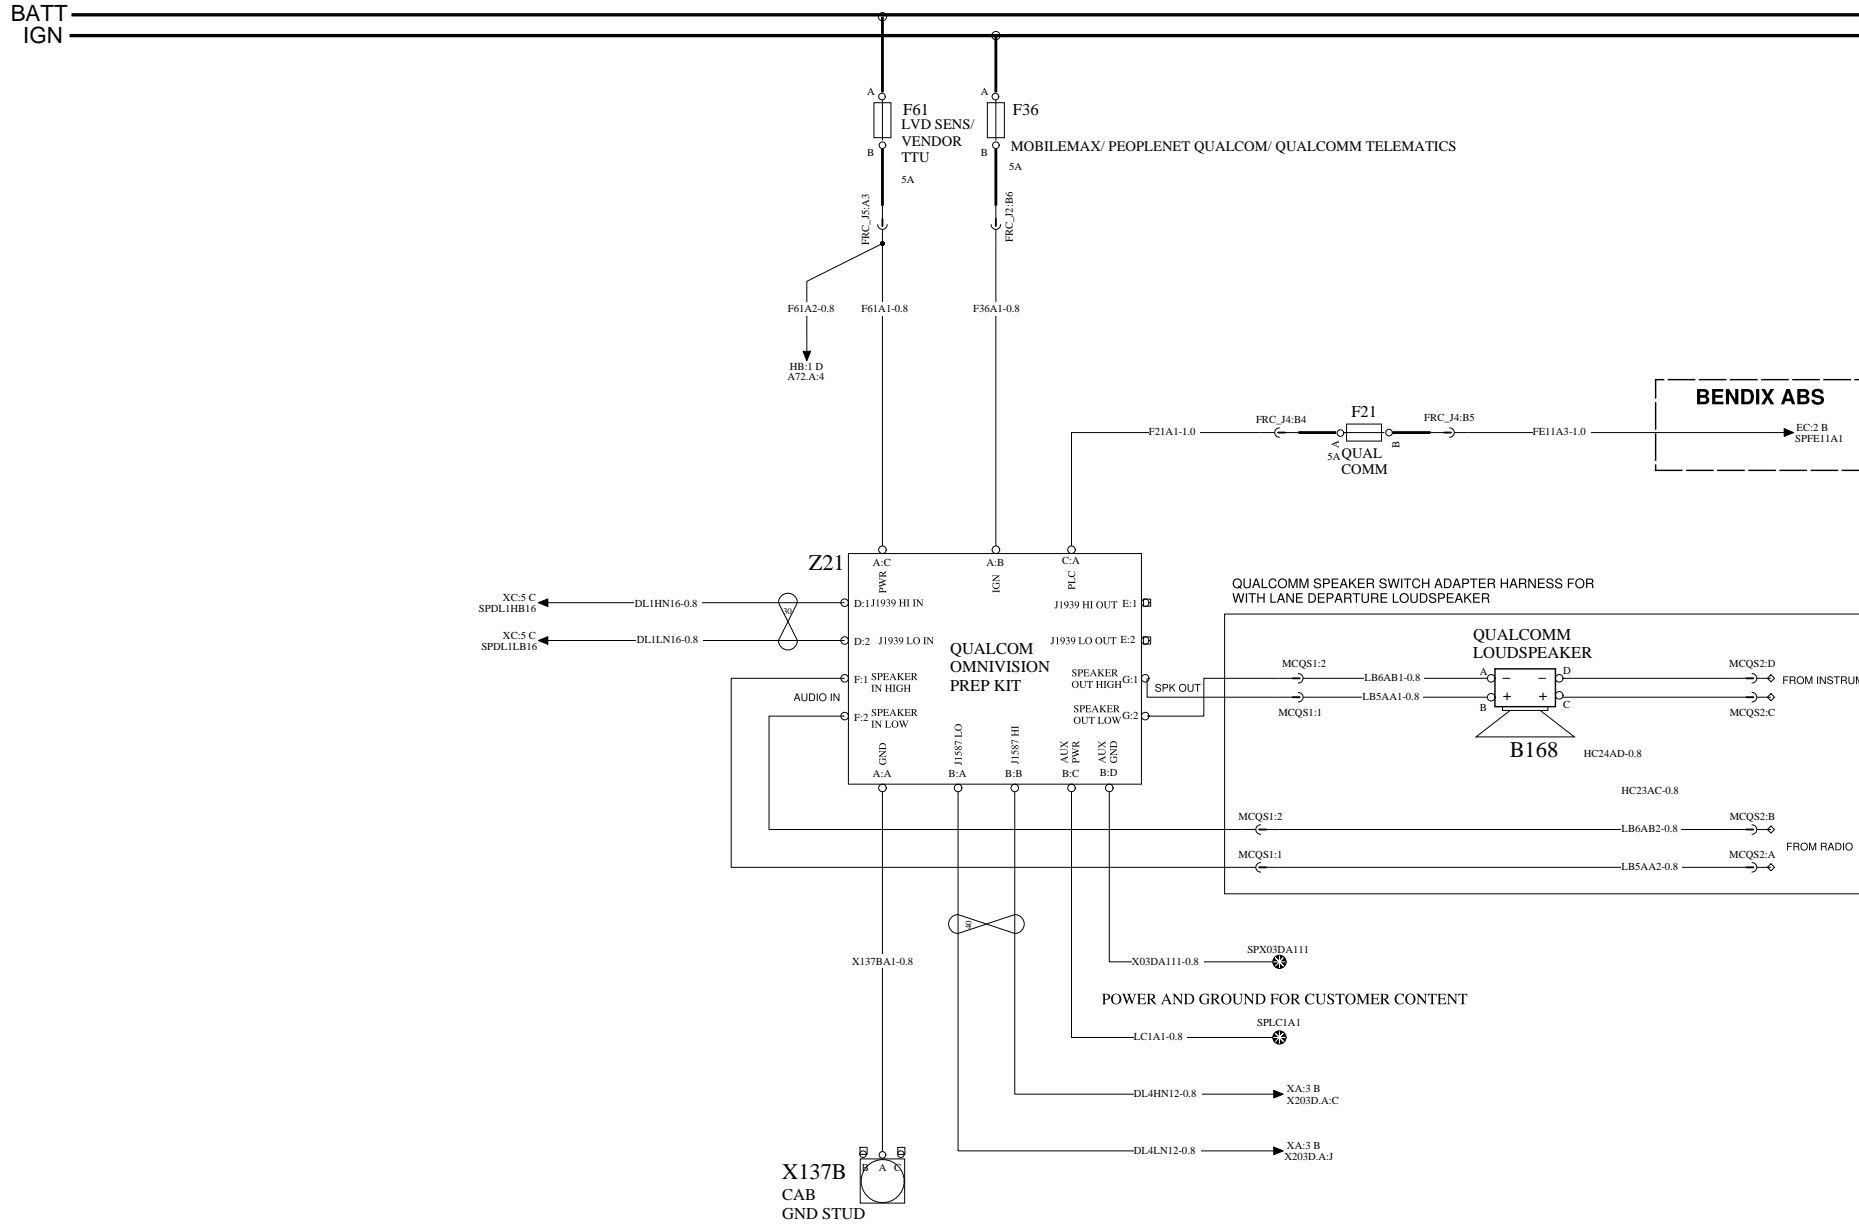 BATT
IGN
A
F61
LVD SENS/
VENDOR
TTU
B
5A
FRC_J5:A3
A
F36
B
MOBILEMAX/ PEOPLENET QUALCOM/ QUALCOMM TELEMATICS
5A
FRC_J2:B6
F61A2-0.8
F61A1-0.8
F36A1-0.8
HB:1 D
A72.A:4
BENDIX ABS
F21A1-1.0
FRC_J4:B4
F21
A
B
5A
QUAL
COMM
FRC_J4:B5
FE11A3-1.0
EC:2 B
SPFE11A1
Z21
A:C
PWR
A:B
IGN
C:A
PLC
XC:5 C
SPDL1HB16
DL1HN16-0.8
30
D:1 J1939 HI IN
J1939 HI OUT E:1
XC:5 C
SPDL1LB16
DL1LN16-0.8
D:2 J1939 LO IN
J1939 LO OUT E:2
QUALCOM
OMNIVISION
PREP KIT
AUDIO IN
F:1 SPEAKER
IN HIGH
F:2 SPEAKER
IN LOW
SPEAKER
OUT HIGH G:1
SPEAKER
OUT LOW G:2
SPK OUT
GND
A:A
J1587 LO
B:A
J1587 HI
B:B
AUX
PWR
B:C
AUX
GND
B:D
QUALCOMM SPEAKER SWITCH ADAPTER HARNESS FOR
WITH LANE DEPARTURE LOUDSPEAKER
QUALCOMM
LOUDSPEAKER
MCQS1:2
LB6AB1-0.8
A
− −
D
MCQS2:D
FROM INSTRUM
MCQS1:1
LB5AA1-0.8
B
+ +
C
MCQS2:C
B168
HC24AD-0.8
HC23AC-0.8
MCQS1:2
LB6AB2-0.8
MCQS2:B
FROM RADIO
MCQS1:1
LB5AA2-0.8
MCQS2:A
40
X137BA1-0.8
X03DA111-0.8
SPX03DA111
POWER AND GROUND FOR CUSTOMER CONTENT
LC1A1-0.8
SPLC1A1
DL4HN12-0.8
XA:3 B
X203D.A:C
DL4LN12-0.8
XA:3 B
X203D.A:J
X137B
CAB
GND STUD
B A C